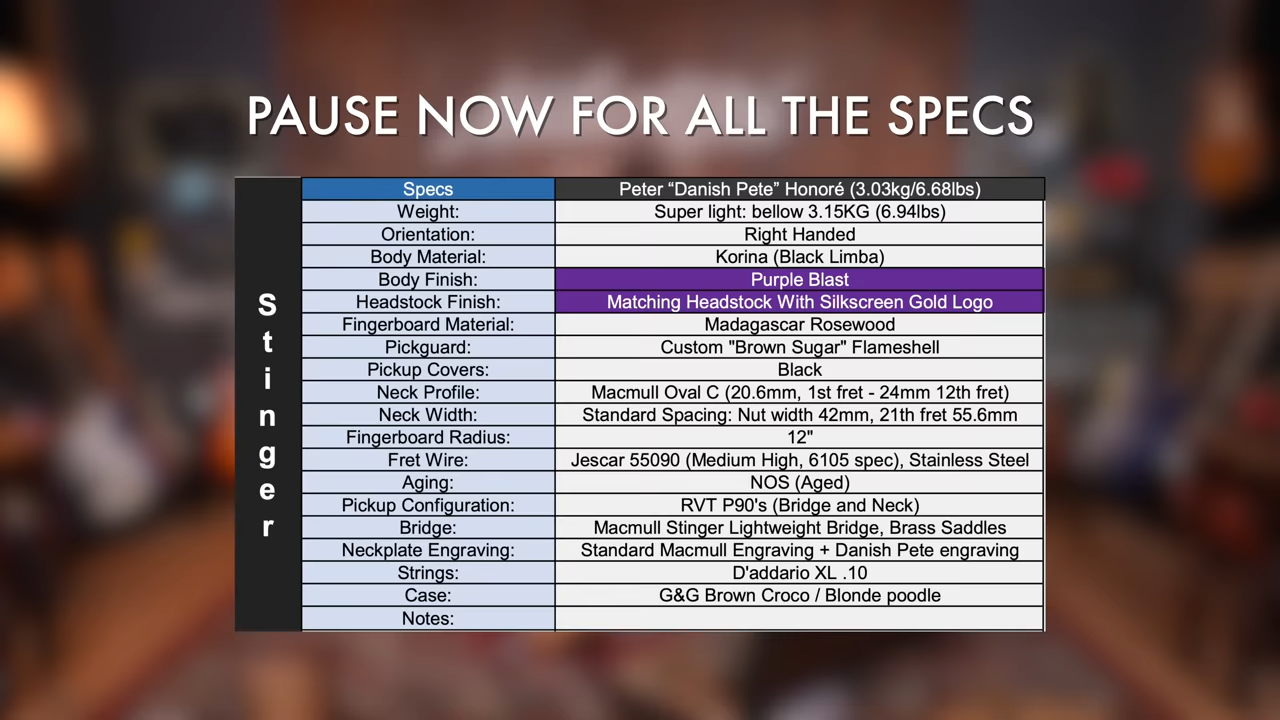 PAUSE NOW FOR ALL THE SPECS
Stinger
Specs Peter “Danish Pete” Honoré (3.03kg/6.68lbs)
Weight: Super light: bellow 3.15KG (6.94lbs)
Orientation: Right Handed
Body Material: Korina (Black Limba)
Body Finish: Purple Blast
Headstock Finish: Matching Headstock With Silkscreen Gold Logo
Fingerboard Material: Madagascar Rosewood
Pickguard: Custom "Brown Sugar" Flameshell
Pickup Covers: Black
Neck Profile: Macmull Oval C (20.6mm, 1st fret - 24mm 12th fret)
Neck Width: Standard Spacing: Nut width 42mm, 21th fret 55.6mm
Fingerboard Radius: 12"
Fret Wire: Jescar 55090 (Medium High, 6105 spec), Stainless Steel
Aging: NOS (Aged)
Pickup Configuration: RVT P90's (Bridge and Neck)
Bridge: Macmull Stinger Lightweight Bridge, Brass Saddles
Neckplate Engraving: Standard Macmull Engraving + Danish Pete engraving
Strings: D'addario XL .10
Case: G&G Brown Croco / Blonde poodle
Notes: